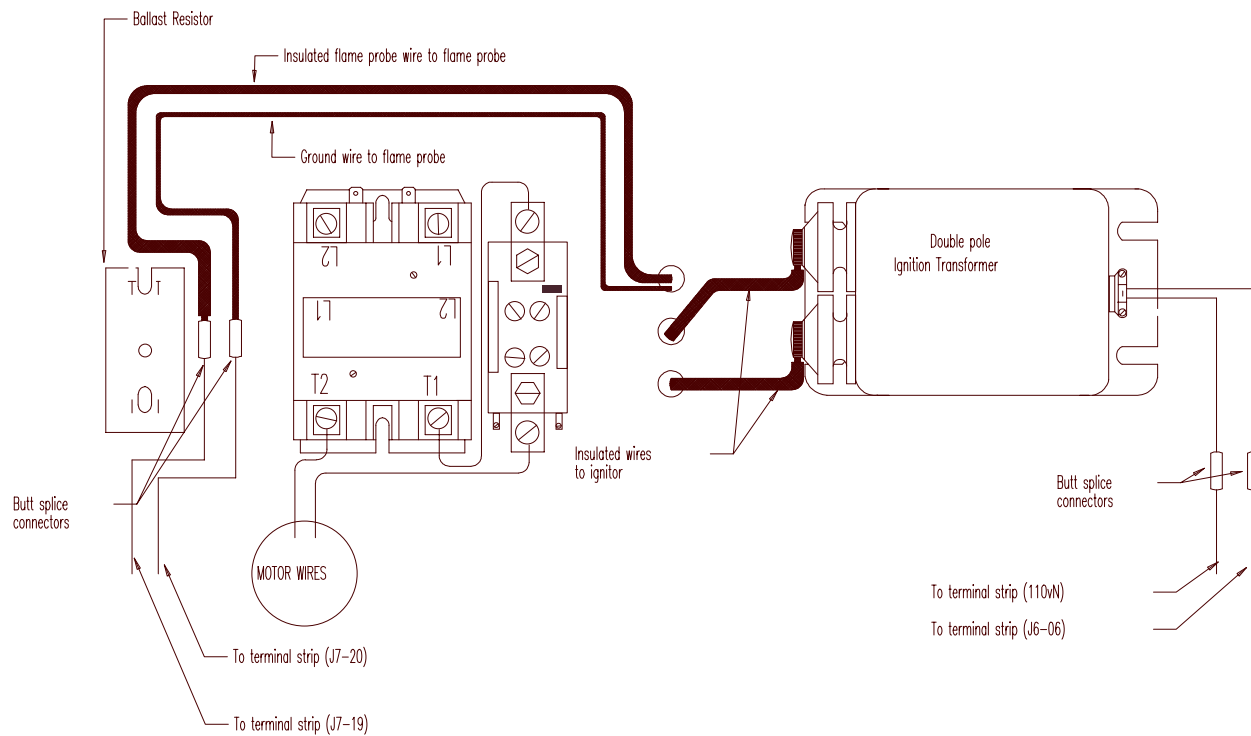 Ballast Resistor
Insulated flame probe wire to flame probe
Ground wire to flame probe
L2
L1
L1
L2
T2
T1
Double pole
Ignition Transformer
Insulated wires
to ignitor
Butt splice
connectors
Butt splice
connectors
MOTOR WIRES
To terminal strip (110vN)
To terminal strip (J6-06)
To terminal strip (J7-20)
To terminal strip (J7-19)